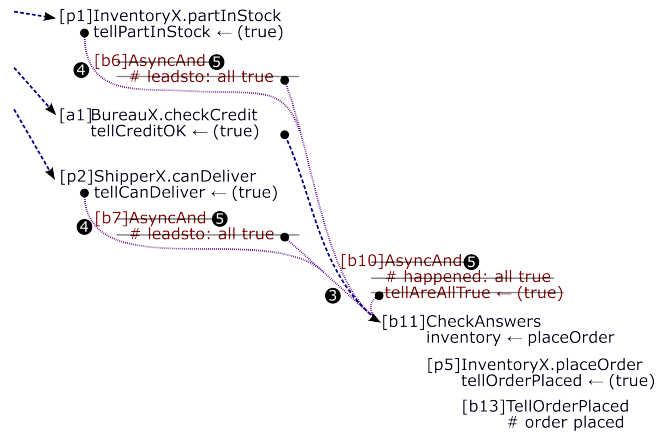 [p1]InventoryX.partInStock
tellPartInStock ← (true)
[b6]AsyncAnd 5
4
# leadsto: all true
[a1]BureauX.checkCredit
tellCreditOK ← (true)
[p2]ShipperX.canDeliver
tellCanDeliver ← (true)
[b7]AsyncAnd 5
4
# leadsto: all true
[b10]AsyncAnd 5
# happened: all true
tellAreAllTrue ← (true)
3
[b11]CheckAnswers
inventory ← placeOrder
[p5]InventoryX.placeOrder
tellOrderPlaced ← (true)
[b13]TellOrderPlaced
# order placed